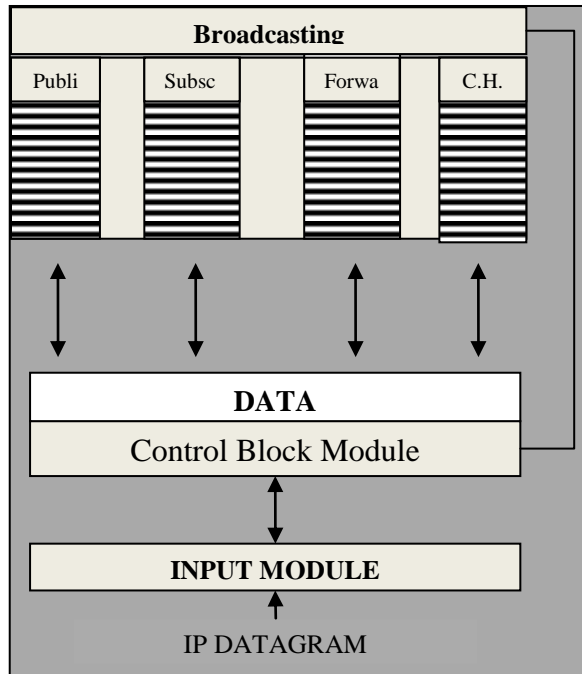 Broadcasting
Publi Subsc Forwa C.H.
DATA
Control Block Module
INPUT MODULE
IP DATAGRAM